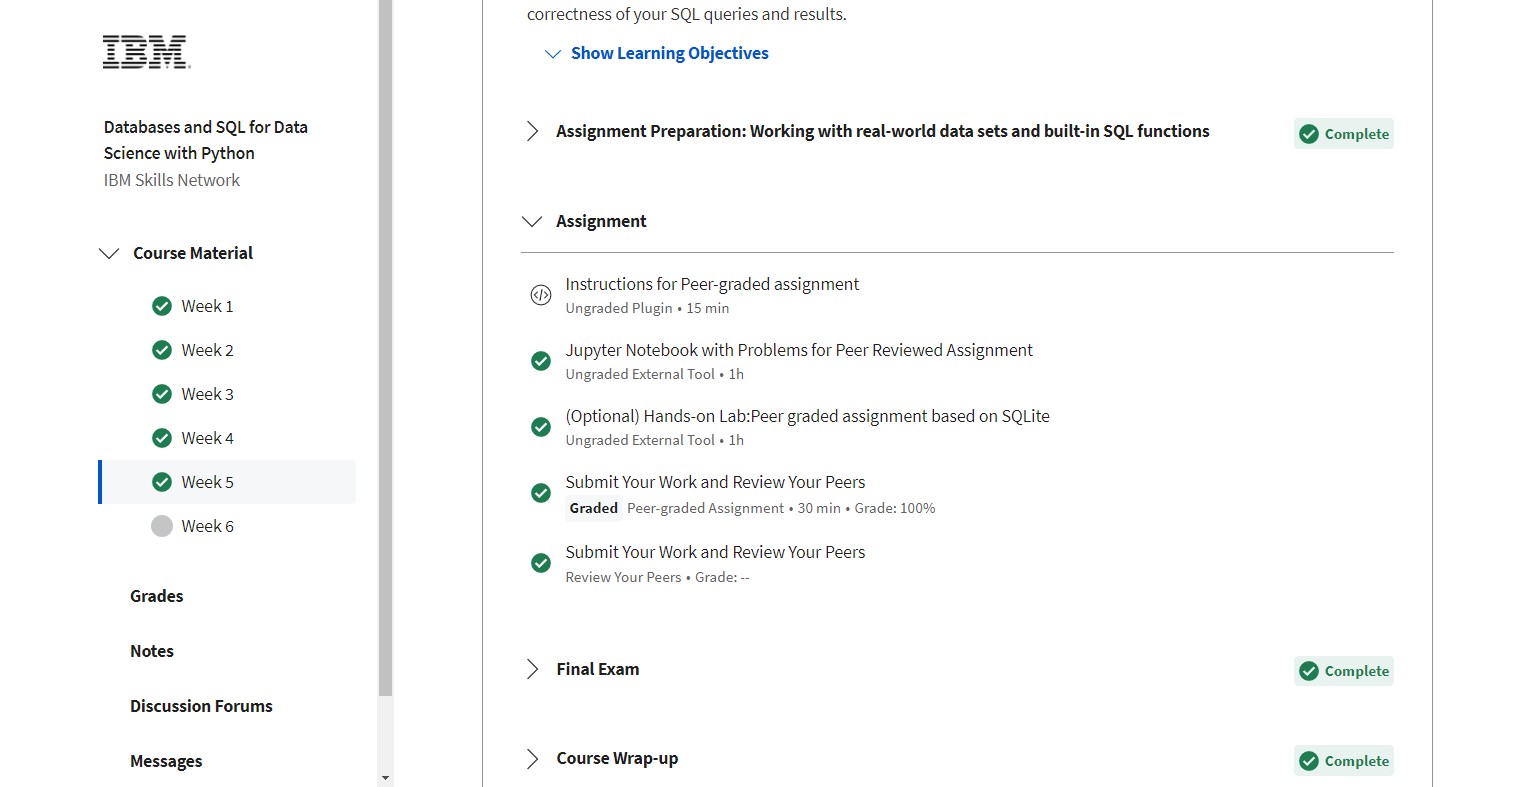 IBM
Databases and SQL for Data
Science with Python
IBM Skills Network
Course Material
Week 1
Week 2
Week 3
Week 4
Week 5
Week 6
Grades
Notes
Discussion Forums
Messages
correctness of your SQL queries and results.
Show Learning Objectives
Assignment Preparation: Working with real-world data sets and built-in SQL functions
Complete
Assignment
Instructions for Peer-graded assignment
Ungraded Plugin • 15 min
Jupyter Notebook with Problems for Peer Reviewed Assignment
Ungraded External Tool • 1h
(Optional) Hands-on Lab:Peer graded assignment based on SQLite
Ungraded External Tool • 1h
Submit Your Work and Review Your Peers
Graded Peer-graded Assignment • 30 min • Grade: 100%
Submit Your Work and Review Your Peers
Review Your Peers • Grade: --
Final Exam
Complete
Course Wrap-up
Complete